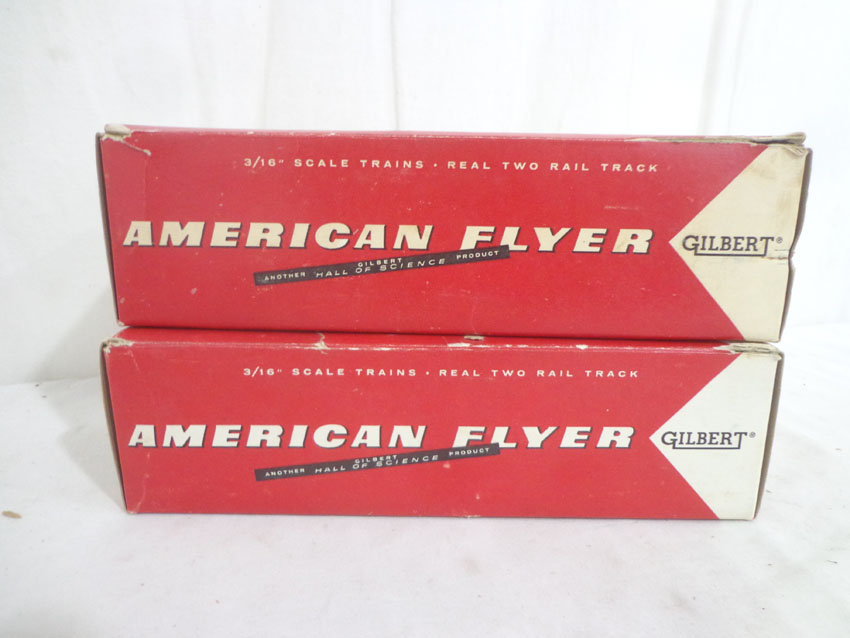 3/16" SCALE TRAINS • REAL TWO RAIL TRACK
AMERICAN FLYER
GILBERT®
ANOTHER GILBERT HALL OF SCIENCE PRODUCT
3/16" SCALE TRAINS • REAL TWO RAIL TRACK
AMERICAN FLYER
GILBERT®
ANOTHER GILBERT HALL OF SCIENCE PRODUCT